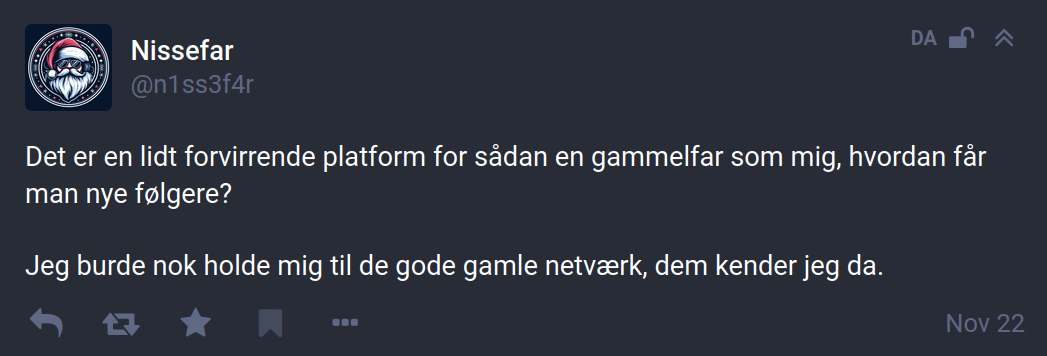 Nissefar
DA
@n1ss3f4r
Det er en lidt forvirrende platform for sådan en gammelfar som mig, hvordan får
man nye følgere?
Jeg burde nok holde mig til de gode gamle netværk, dem kender jeg da.
Nov 22